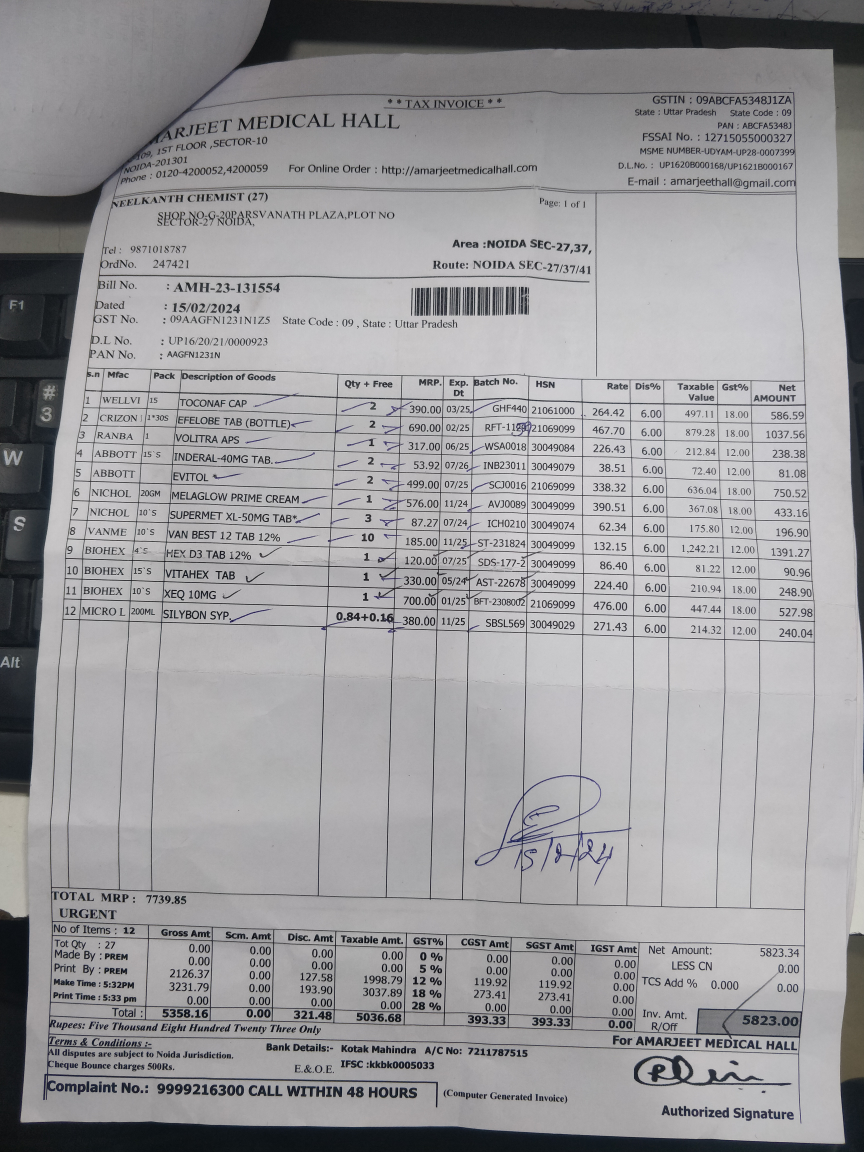 * * TAX INVOICE * *
GSTIN : 09ABCFA5348J1ZA
State : Uttar Pradesh State Code : 09
PAN : ABCFA5348J
FSSAI No. : 12715055000327
MSME NUMBER-UDYAM-UP28-0007399
D.L.No. : UP1620B000168/UP1621B000167
E-mail : amarjeethall@gmail.com
MARJEET MEDICAL HALL
109, 1ST FLOOR ,SECTOR-10
NOIDA-201301
Phone : 0120-4200052,4200059 For Online Order : http://amarjeetmedicalhall.com
NEELKANTH CHEMIST (27) Page: 1 of 1
SHOP NO-G-20PARSVANATH PLAZA,PLOT NO
SECTOR-27 NOIDA,
Tel : 9871018787 Area :NOIDA SEC-27,37,
OrdNo. 247421 Route: NOIDA SEC-27/37/41
Bill No. : AMH-23-131554
Dated : 15/02/2024
GST No. : 09AAGFN1231N1Z5 State Code : 09 , State : Uttar Pradesh
D.L No. : UP16/20/21/0000923
PAN No. : AAGFN1231N
s.n Mfac Pack Description of Goods Qty + Free MRP. Exp. Dt Batch No. HSN Rate Dis% Taxable Value Gst% Net AMOUNT
1 WELLVI 15 TOCONAF CAP 2 390.00 03/25 GHF440 21061000 264.42 6.00 497.11 18.00 586.59
2 CRIZON 1*30S EFELOBE TAB (BOTTLE) 2 690.00 02/25 21069099 467.70 6.00 879.28 18.00 1037.56
3 RANBA 1 VOLITRA APS 1 317.00 06/25 WSA0018 30049084 226.43 6.00 212.84 12.00 238.38
4 ABBOTT 15`S INDERAL-40MG TAB. 2 53.92 07/26 INB23011 30049079 38.51 6.00 72.40 12.00 81.08
5 ABBOTT EVITOL 2 499.00 07/25 SCJ0016 21069099 338.32 6.00 636.04 18.00 750.52
6 NICHOL 20GM MELAGLOW PRIME CREAM 1 576.00 11/24 AVJ0089 30049099 390.51 6.00 367.08 18.00 433.16
7 NICHOL 10`S SUPERMET XL-50MG TAB* 3 87.27 07/24 ICH0210 30049074 62.34 6.00 175.80 12.00 196.90
8 VANME 10`S VAN BEST 12 TAB 12% 10 185.00 11/25 ST-231824 30049099 132.15 6.00 1,242.21 12.00 1391.27
9 BIOHEX 4`S HEX D3 TAB 12% 1 120.00 07/25 SDS-177-2 30049099 86.40 6.00 81.22 12.00 90.96
10 BIOHEX 15`S VITAHEX TAB 1 330.00 05/24 AST-22678 30049099 224.40 6.00 210.94 18.00 248.90
11 BIOHEX 10`S XEQ 10MG 1 700.00 01/25 BFT-2308002 21069099 476.00 6.00 447.44 18.00 527.98
12 MICRO L 200ML SILYBON SYP 0.84+0.16 380.00 11/25 SBSL569 30049029 271.43 6.00 214.32 12.00 240.04
15/2/24
TOTAL MRP : 7739.85
URGENT
No of Items : 12 Gross Amt Scm. Amt Disc. Amt Taxable Amt. GST% CGST Amt SGST Amt IGST Amt Net Amount: 5823.34
Tot Qty : 27 0.00 0.00 0.00 0.00 0 % 0.00 0.00 0.00 LESS CN 0.00
Made By : PREM 0.00 0.00 0.00 0.00 5 % 0.00 0.00 0.00 TCS Add % 0.000 0.00
Print By : PREM 2126.37 0.00 127.58 1998.79 12 % 119.92 119.92 0.00
Make Time : 5:32PM 3231.79 0.00 193.90 3037.89 18 % 273.41 273.41 0.00
Print Time : 5:33 pm 0.00 0.00 0.00 0.00 28 % 0.00 0.00 0.00
Total : 5358.16 0.00 321.48 5036.68 393.33 393.33 0.00 Inv. Amt. R/Off 5823.00
Rupees: Five Thousand Eight Hundred Twenty Three Only
For AMARJEET MEDICAL HALL
Terms & Conditions :-
All disputes are subject to Noida Jurisdiction.
Cheque Bounce charges 500Rs.
Bank Details:- Kotak Mahindra A/C No: 7211787515
E.&.O.E. IFSC :kkbk0005033
Complaint No.: 9999216300 CALL WITHIN 48 HOURS (Computer Generated Invoice)
Authorized Signature
F1
#
3
W
S
Alt